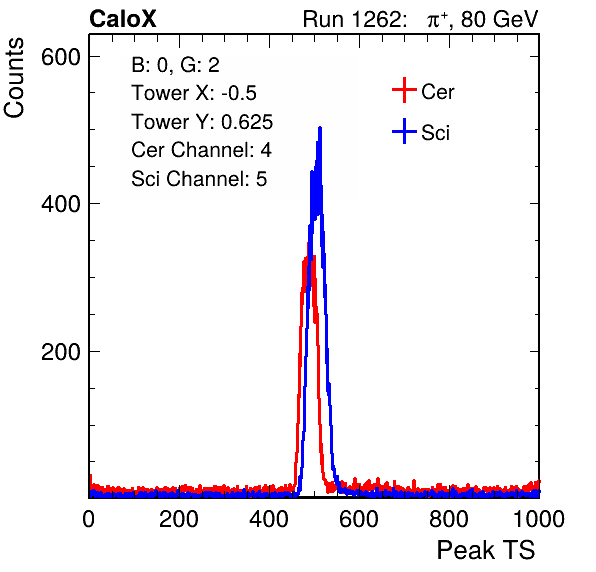 CaloX Run 1262: π⁺, 80 GeV
Counts
B: 0, G: 2
Tower X: -0.5
Tower Y: 0.625
Cer Channel: 4
Sci Channel: 5
Cer
Sci
600
400
200
0 200 400 600 800 1000
Peak TS